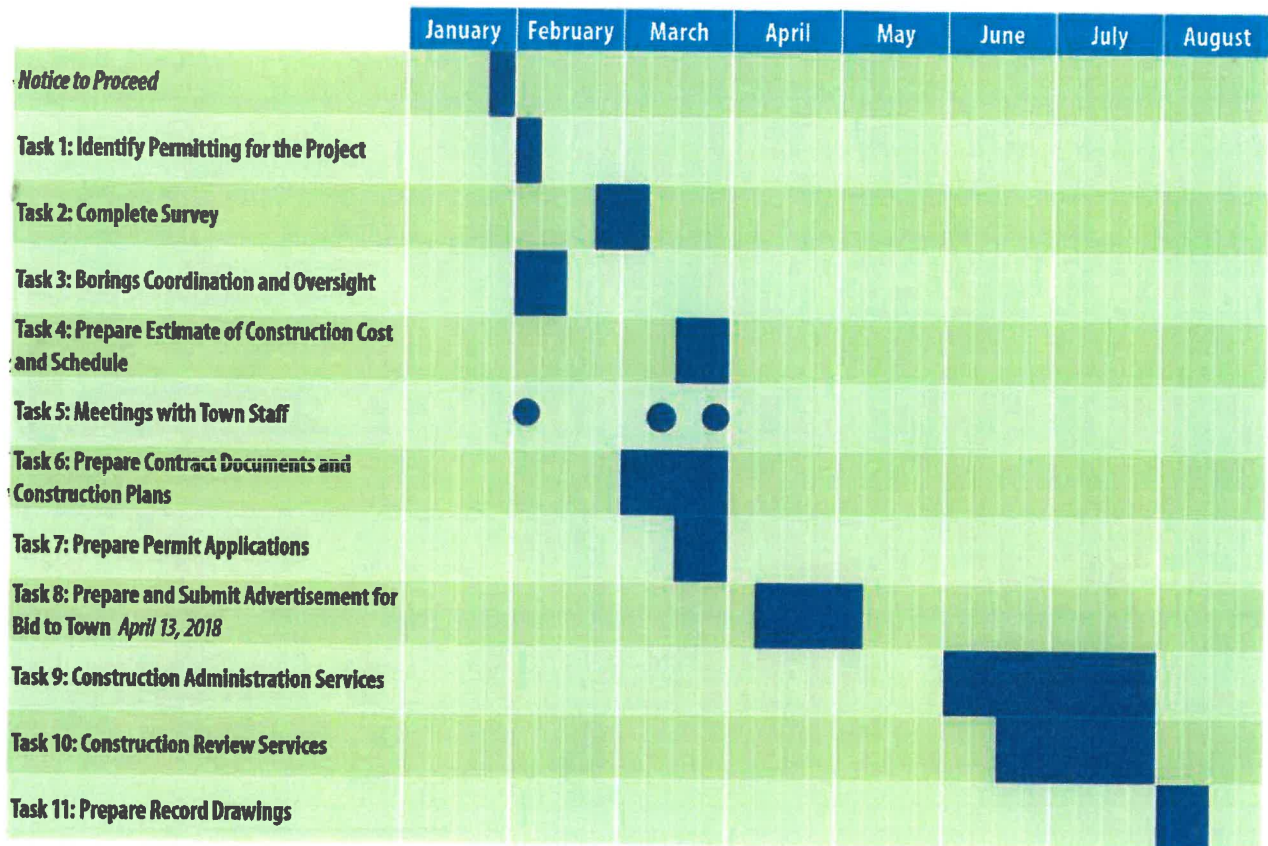 January February March April May June July August
Notice to Proceed
Task 1: Identify Permitting for the Project
Task 2: Complete Survey
Task 3: Borings Coordination and Oversight
Task 4: Prepare Estimate of Construction Cost
and Schedule
Task 5: Meetings with Town Staff
Task 6: Prepare Contract Documents and
Construction Plans
Task 7: Prepare Permit Applications
Task 8: Prepare and Submit Advertisement for
Bid to Town April 13, 2018
Task 9: Construction Administration Services
Task 10: Construction Review Services
Task 11: Prepare Record Drawings